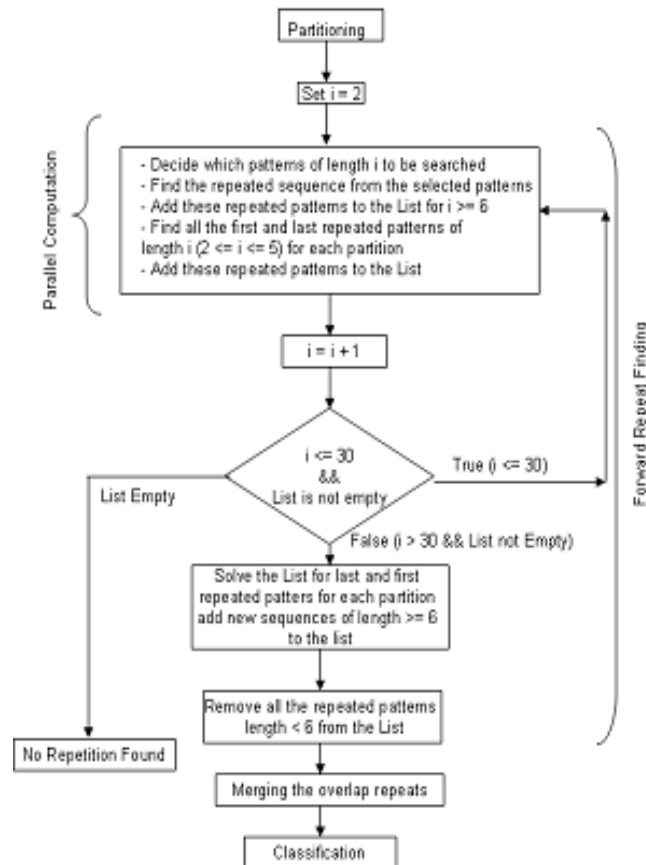 Partitioning
Set i = 2
Parallel Computation
- Decide which patterns of length i to be searched
- Find the repeated sequence from the selected patterns
- Add these repeated patterns to the List for i >= 6
- Find all the first and last repeated patterns of
length i (2 <= i <= 5) for each partition
- Add these repeated patterns to the List
Forward Repeat Finding
i = i + 1
i <= 30
&&
List is not empty
True (i <= 30)
List Empty
False (i > 30 && List not Empty)
Solve the List for last and first
repeated patters for each partition
add new sequences of length >= 6
to the list
Remove all the repeated patterns
length < 6 from the List
No Repetition Found
Merging the overlap repeats
Classification